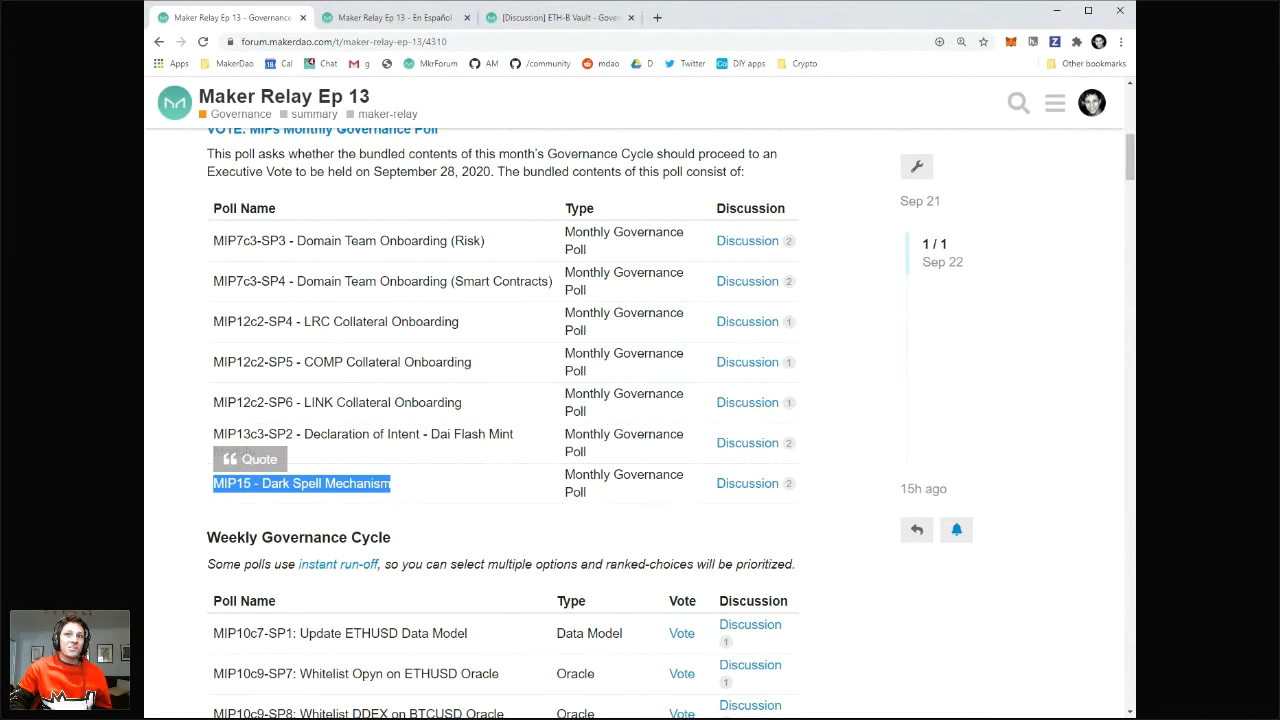 Maker Relay Ep 13 - Governance
Maker Relay Ep 13 - En Español
[Discussion] ETH-B Vault - Gover
forum.makerdao.com/t/maker-relay-ep-13/4310
Apps
MakerDao
Cal
Chat
g
MkrForum
AM
/community
mdao
D
Twitter
DIY apps
Crypto
Other bookmarks
Maker Relay Ep 13
Governance summary maker-relay
VOTE: MIPs Monthly Governance Poll
This poll asks whether the bundled contents of this month's Governance Cycle should proceed to an
Executive Vote to be held on September 28, 2020. The bundled contents of this poll consist of:
Poll Name Type Discussion
MIP7c3-SP3 - Domain Team Onboarding (Risk) Monthly Governance Poll Discussion 2
MIP7c3-SP4 - Domain Team Onboarding (Smart Contracts) Monthly Governance Poll Discussion 2
MIP12c2-SP4 - LRC Collateral Onboarding Monthly Governance Poll Discussion 1
MIP12c2-SP5 - COMP Collateral Onboarding Monthly Governance Poll Discussion 1
MIP12c2-SP6 - LINK Collateral Onboarding Monthly Governance Poll Discussion 1
MIP13c3-SP2 - Declaration of Intent - Dai Flash Mint Monthly Governance Poll Discussion 2
Quote
MIP15 - Dark Spell Mechanism Monthly Governance Poll Discussion 2
Weekly Governance Cycle
Some polls use instant run-off, so you can select multiple options and ranked-choices will be prioritized.
Poll Name Type Vote Discussion
MIP10c7-SP1: Update ETHUSD Data Model Data Model Vote Discussion 1
MIP10c9-SP7: Whitelist Opyn on ETHUSD Oracle Oracle Vote Discussion 1
MIP10c9-SP8: Whitelist DDEX on BTCUSD Oracle Oracle Vote Discussion
Sep 21
1 / 1
Sep 22
15h ago